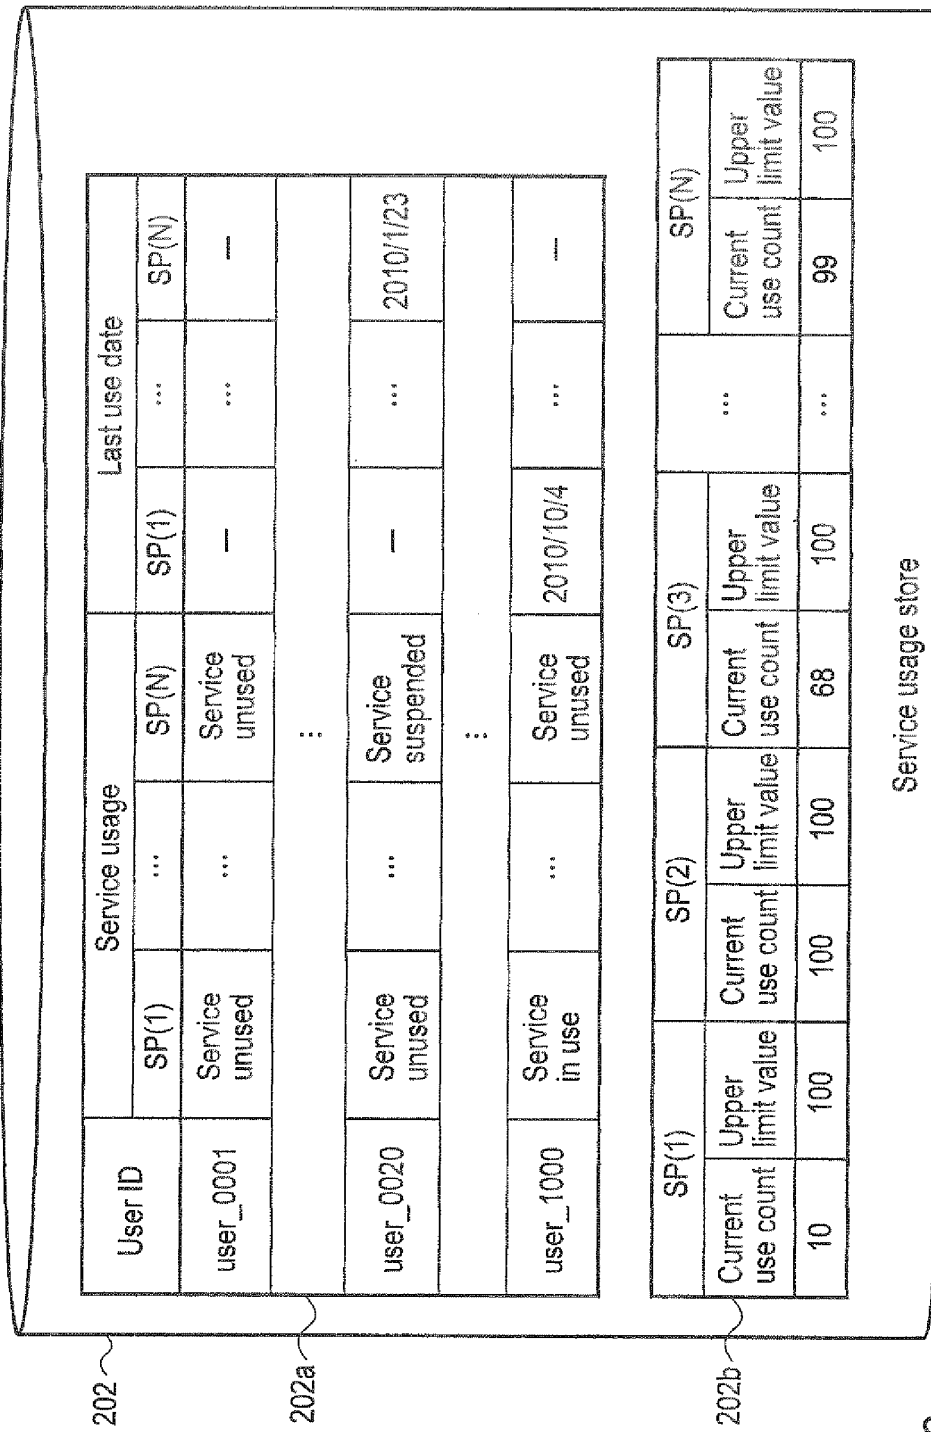 202
202a
User ID Service usage Last use date
SP(1) ... SP(N) SP(1) ... SP(N)
user_0001 Service unused ... Service unused — ... —
⋮
user_0020 Service unused ... Service suspended — ... 2010/1/23
⋮
user_1000 Service in use ... Service unused 2010/10/4 ... —
202b
SP(1) SP(2) SP(3) ... SP(N)
Current use count Upper limit value Current use count Upper limit value Current use count Upper limit value Current use count Upper limit value
10 100 100 100 68 100 ... 99 100
Service usage store